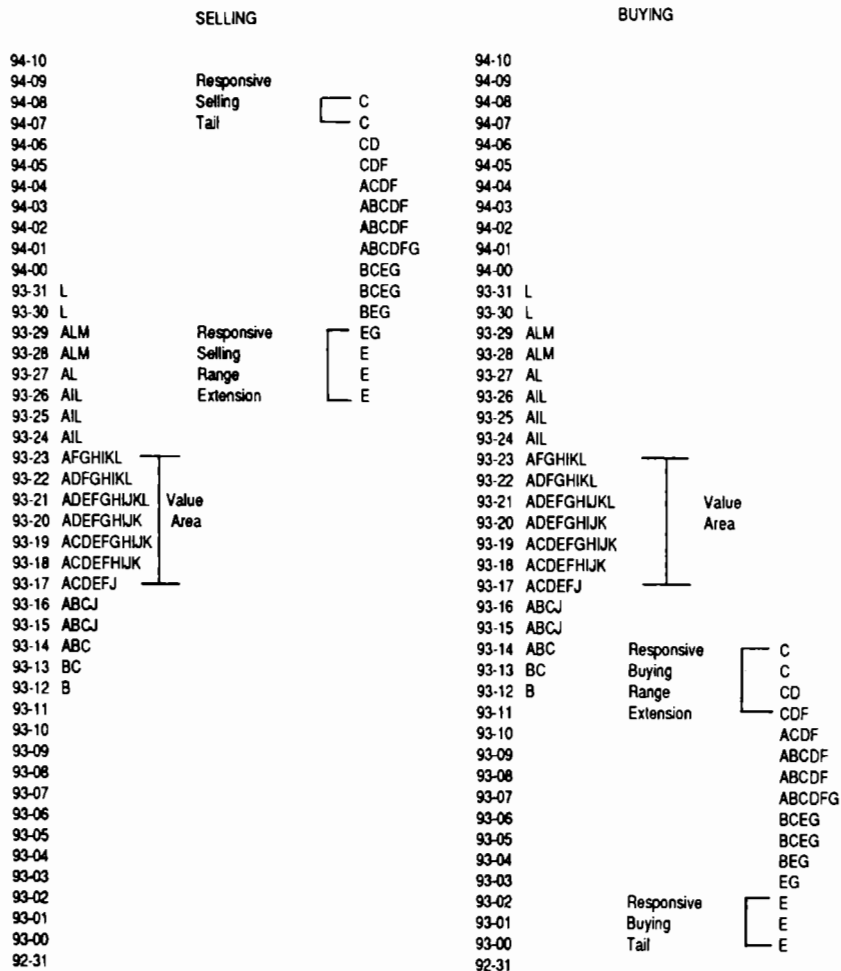 SELLING
94-10
94-09 Responsive
94-08 Selling C
94-07 Tail C
94-06 CD
94-05 CDF
94-04 ACDF
94-03 ABCDF
94-02 ABCDF
94-01 ABCDFG
94-00 BCEG
93-31 L BCEG
93-30 L BEG
93-29 ALM Responsive EG
93-28 ALM Selling E
93-27 AL Range E
93-26 AIL Extension E
93-25 AIL
93-24 AIL
93-23 AFGHIKL
93-22 ADFGHIKL
93-21 ADEFGHIJKL Value
93-20 ADEFGHIJK Area
93-19 ACDEFGHIJK
93-18 ACDEFHIJK
93-17 ACDEFJ
93-16 ABCJ
93-15 ABCJ
93-14 ABC
93-13 BC
93-12 B
93-11
93-10
93-09
93-08
93-07
93-06
93-05
93-04
93-03
93-02
93-01
93-00
92-31
BUYING
94-10
94-09
94-08
94-07
94-06
94-05
94-04
94-03
94-02
94-01
94-00
93-31 L
93-30 L
93-29 ALM
93-28 ALM
93-27 AL
93-26 AIL
93-25 AIL
93-24 AIL
93-23 AFGHIKL
93-22 ADFGHIKL
93-21 ADEFGHIJKL Value
93-20 ADEFGHIJK Area
93-19 ACDEFGHIJK
93-18 ACDEFHIJK
93-17 ACDEFJ
93-16 ABCJ
93-15 ABCJ
93-14 ABC Responsive C
93-13 BC Buying C
93-12 B Range CD
93-11 Extension CDF
93-10 ACDF
93-09 ABCDF
93-08 ABCDF
93-07 ABCDFG
93-06 BCEG
93-05 BCEG
93-04 BEG
93-03 EG
93-02 Responsive E
93-01 Buying E
93-00 Tail E
92-31